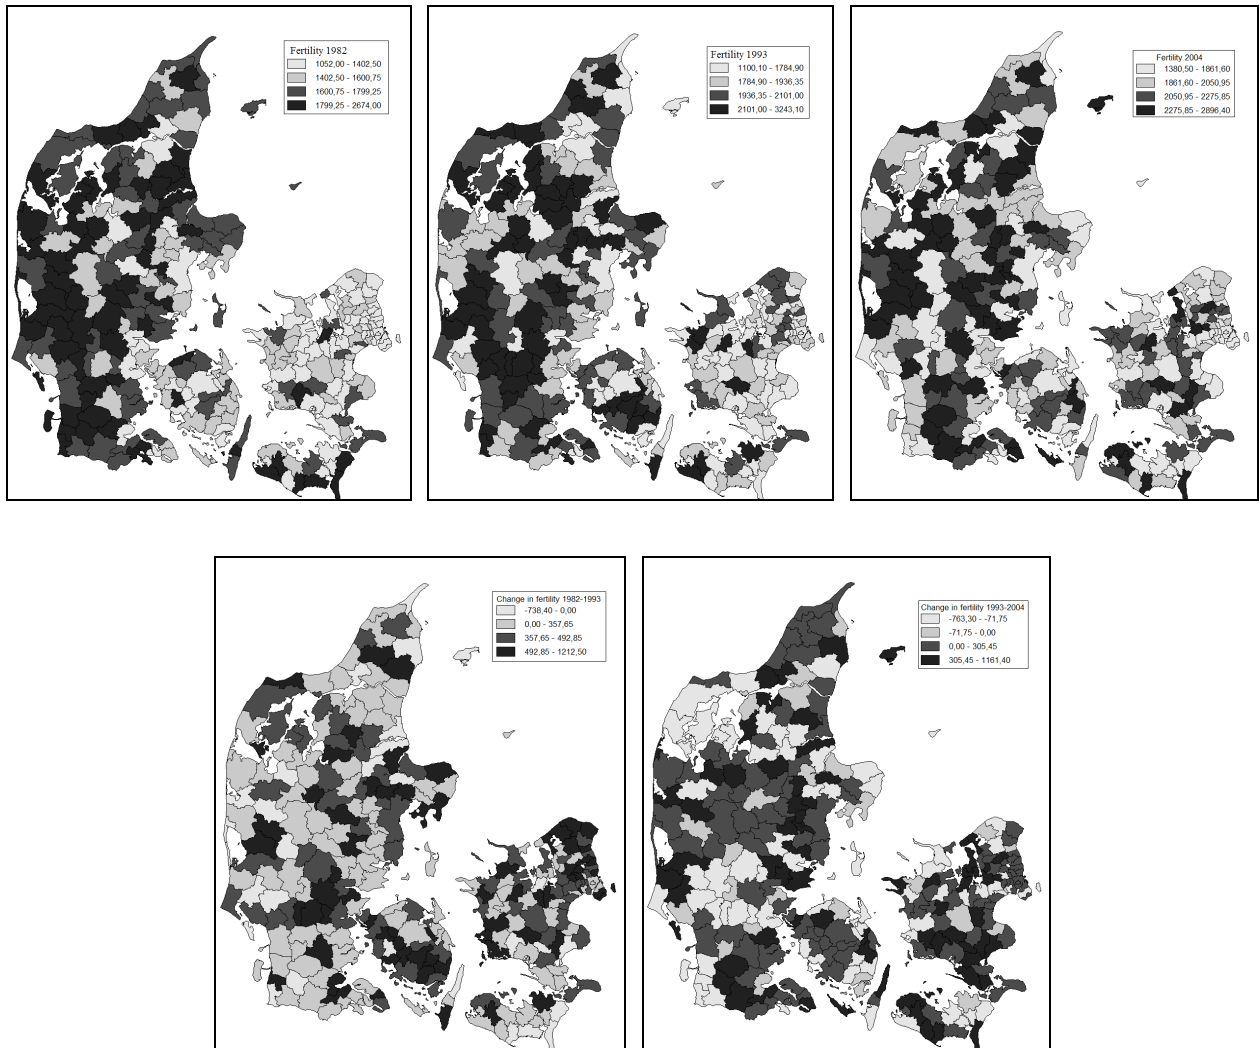 Fertility 1982
1052,00 - 1402,50
1402,50 - 1600,75
1600,75 - 1799,25
1799,25 - 2674,00
Fertility 1993
1100,10 - 1784,90
1784,90 - 1936,35
1936,35 - 2101,00
2101,00 - 3243,10
Fertility 2004
1380,50 - 1861,60
1861,60 - 2050,95
2050,95 - 2275,85
2275,85 - 2896,40
Change in fertility 1982-1993
-738,40 - 0,00
0,00 - 357,65
357,65 - 492,85
492,85 - 1212,50
Change in fertility 1993-2004
-763,30 - -71,75
-71,75 - 0,00
0,00 - 305,45
305,45 - 1161,40